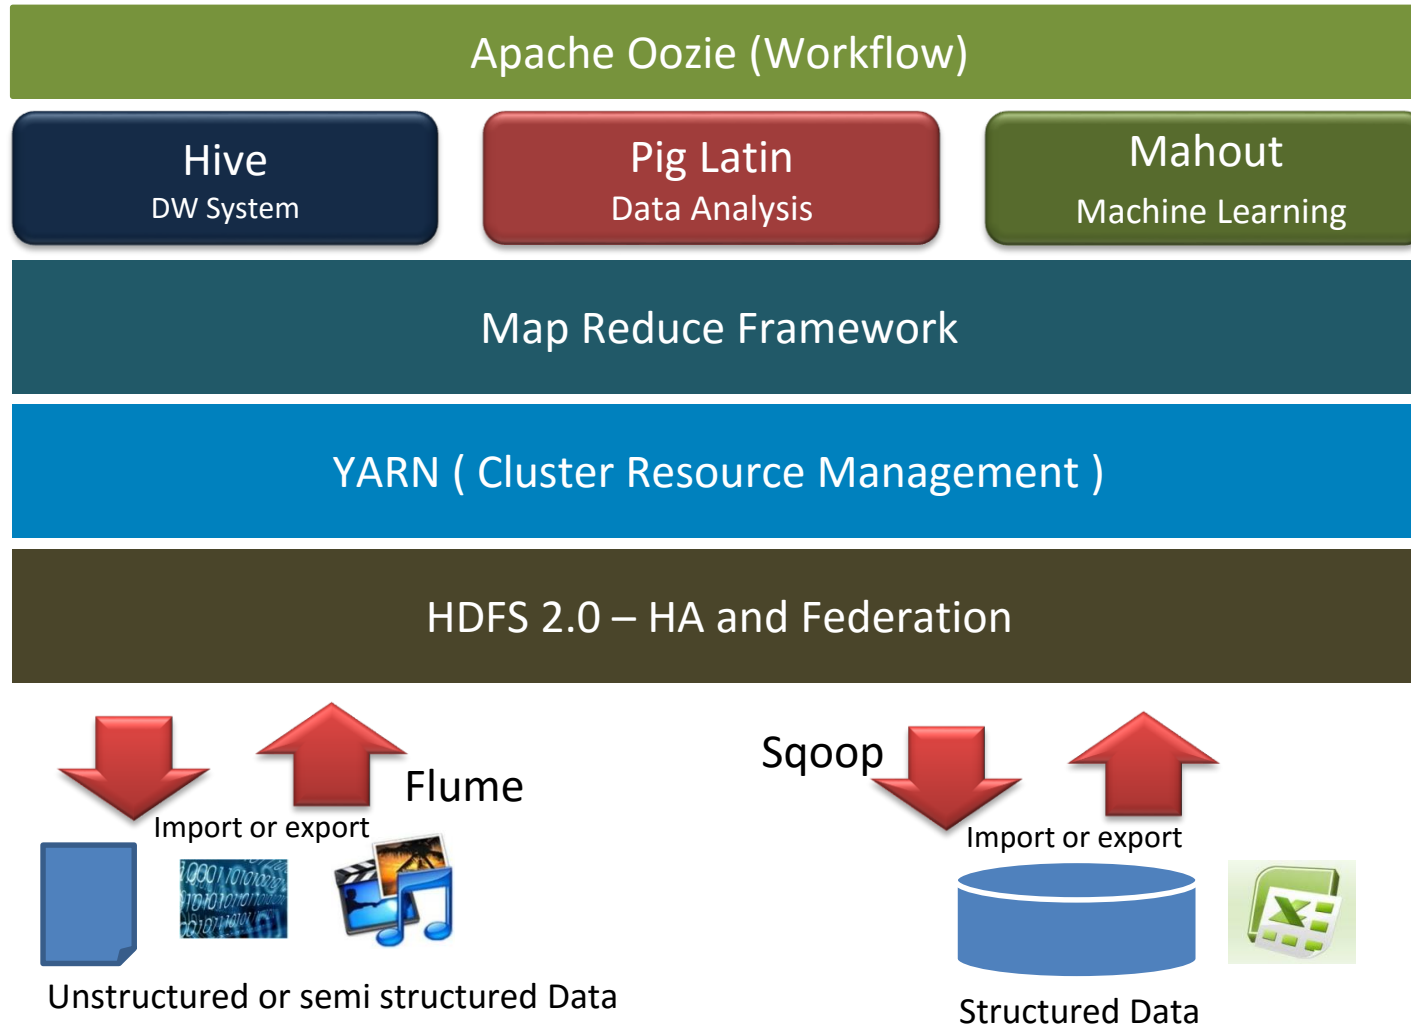 Apache Oozie (Workflow)
Hive
DW System
Pig Latin
Data Analysis
Mahout
Machine Learning
Map Reduce Framework
YARN ( Cluster Resource Management )
HDFS 2.0 – HA and Federation
Flume
Import or export
Sqoop
Import or export
Unstructured or semi structured Data
Structured Data